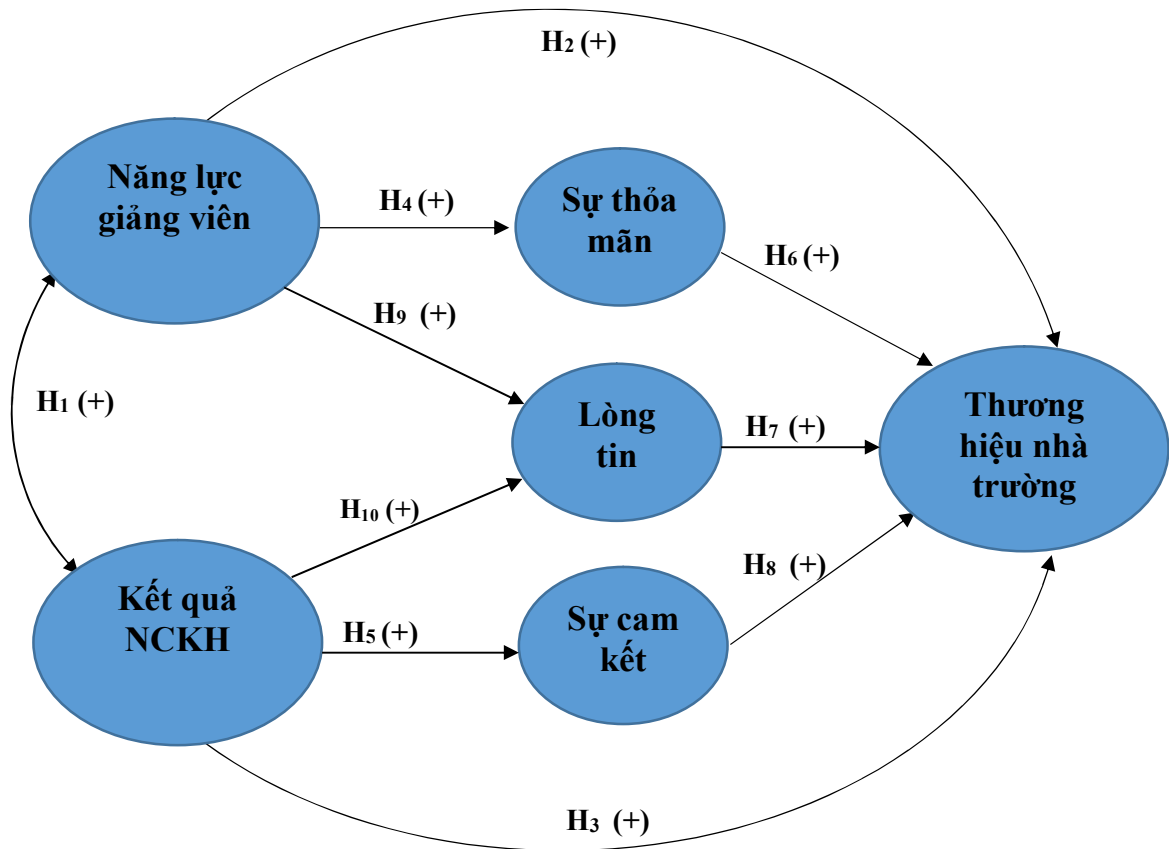 H2 (+)
Năng lực
giảng viên
H4 (+)
Sự thỏa
mãn
H6 (+)
H9 (+)
H1 (+)
Lòng
tin
H7 (+)
Thương
hiệu nhà
trường
H10 (+)
Kết quả
NCKH
H5 (+)
Sự cam
kết
H8 (+)
H3 (+)